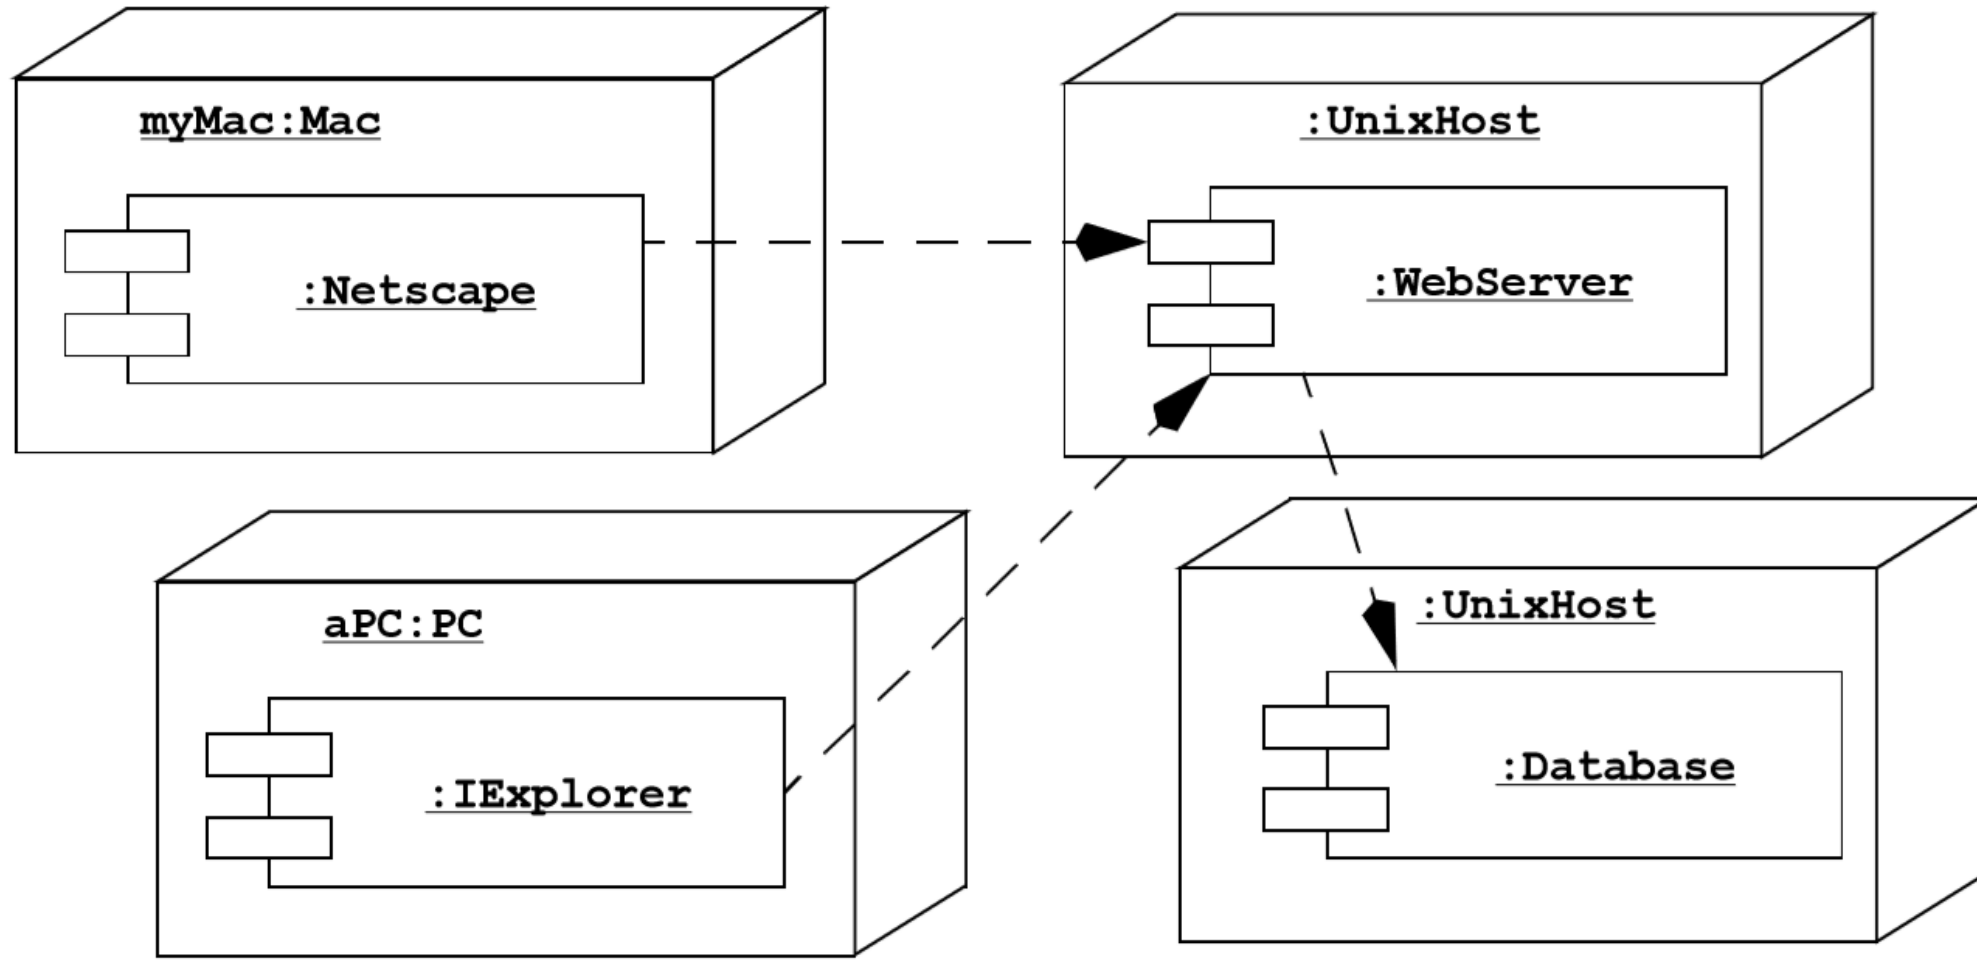 myMac:Mac
:Netscape
:UnixHost
:WebServer
aPC:PC
:IExplorer
:UnixHost
:Database